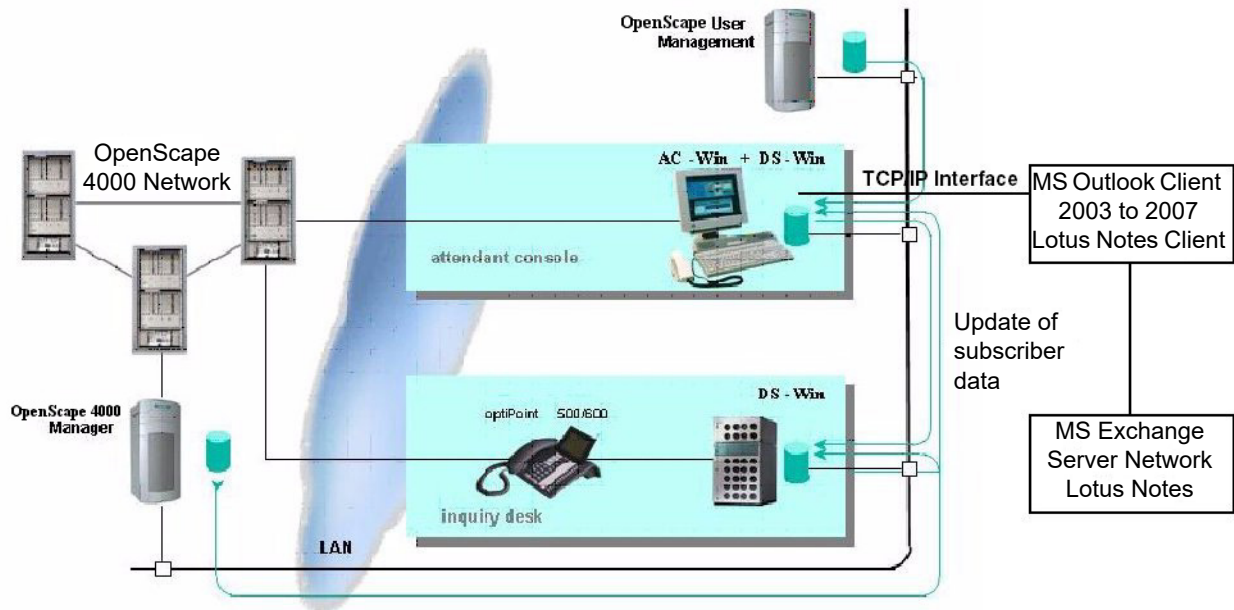 OpenScape User
Management
OpenScape
4000 Network
AC - Win + DS - Win
TCP/IP Interface
MS Outlook Client
2003 to 2007
Lotus Notes Client
attendant console
Update of
subscriber
data
OpenScape 4000
Manager
DS - Win
optiPoint 500/600
MS Exchange
Server Network
Lotus Notes
inquiry desk
LAN